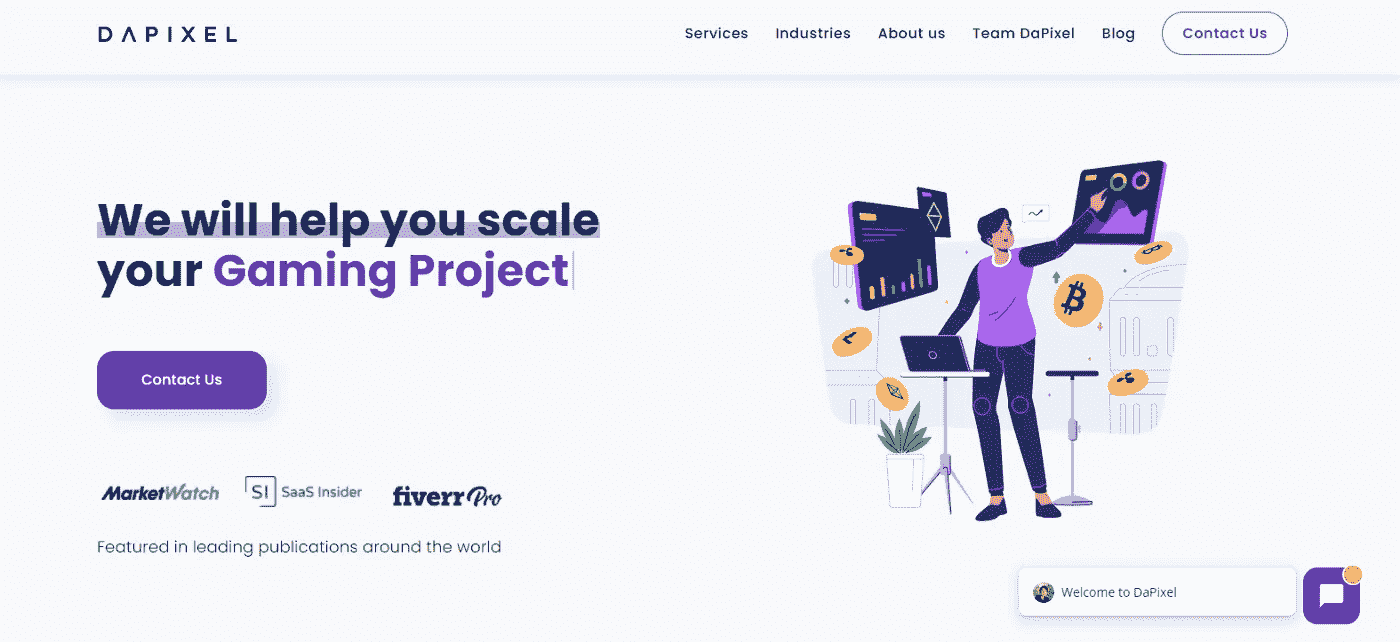 DAPIXEL
Services Industries About us Team DaPixel Blog Contact Us
We will help you scale
your Gaming Project
Contact Us
MarketWatch SI SaaS Insider fiverr Pro
Featured in leading publications around the world
Welcome to DaPixel